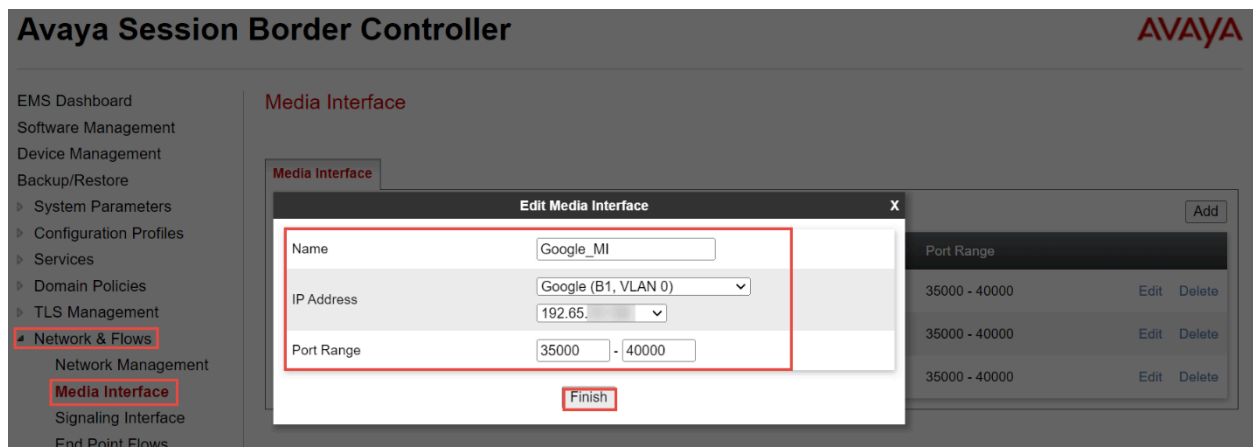 Avaya Session Border Controller
AVAYA
EMS Dashboard
Software Management
Device Management
Backup/Restore
System Parameters
Configuration Profiles
Services
Domain Policies
TLS Management
Network & Flows
Network Management
Media Interface
Signaling Interface
End Point Flows
Media Interface
Media Interface
Add
Port Range
35000 - 40000 Edit Delete
35000 - 40000 Edit Delete
35000 - 40000 Edit Delete
Edit Media Interface X
Name Google_MI
IP Address Google (B1, VLAN 0)
192.65.
Port Range 35000 - 40000
Finish